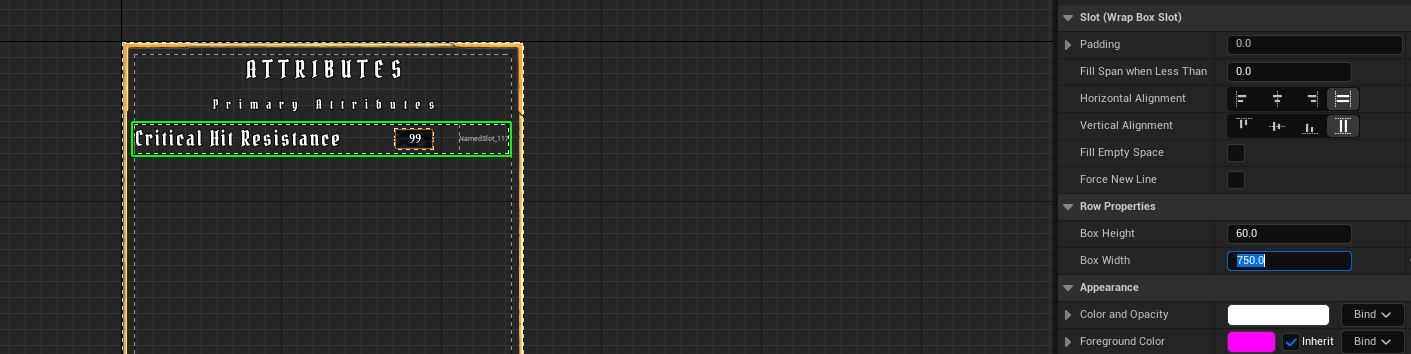 Slot (Wrap Box Slot)
Padding 0.0
Fill Span when Less Than 0.0
Horizontal Alignment
Vertical Alignment
Fill Empty Space
Force New Line
Row Properties
Box Height 60.0
Box Width 750.0
Appearance
Color and Opacity Bind
Foreground Color Inherit Bind
ATTRIBUTES
Primary Attributes
Critical Hit Resistance 99